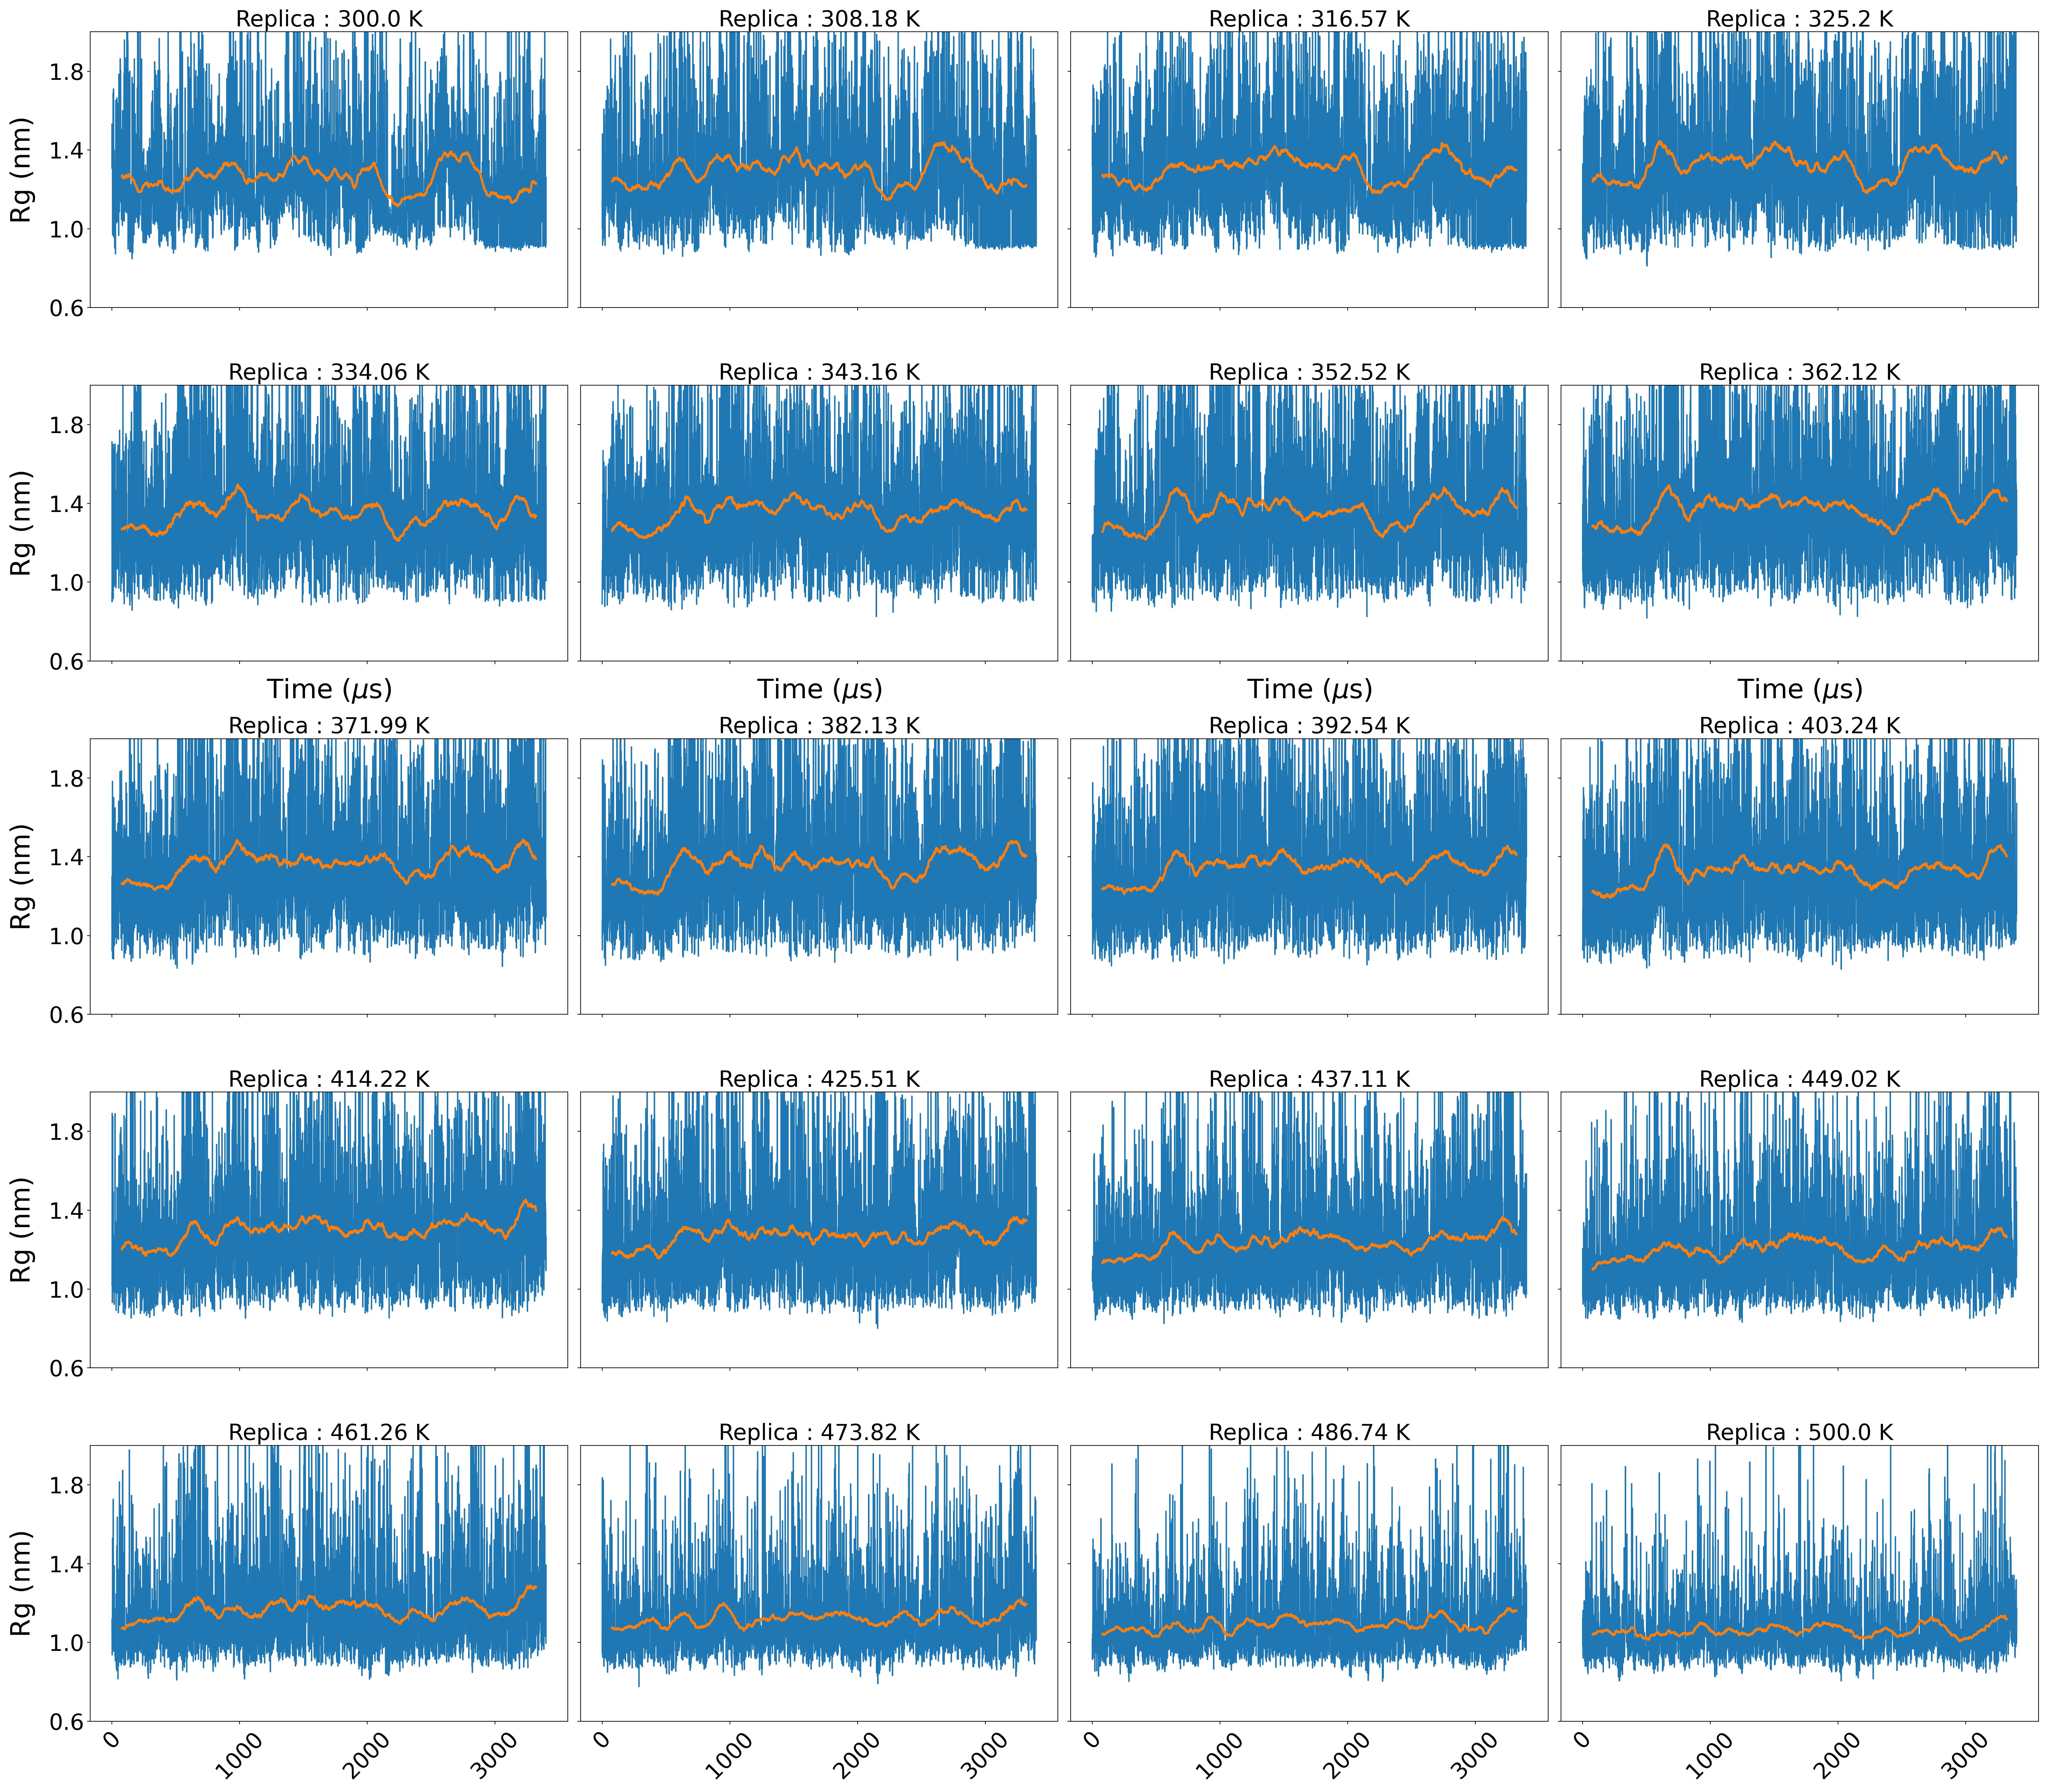 Replica : 300.0 K
Replica : 308.18 K
Replica : 316.57 K
Replica : 325.2 K
Rg (nm)
1.8
1.4
1.0
0.6
Replica : 334.06 K
Replica : 343.16 K
Replica : 352.52 K
Replica : 362.12 K
Rg (nm)
1.8
1.4
1.0
0.6
Time (μs)
Time (μs)
Time (μs)
Time (μs)
Replica : 371.99 K
Replica : 382.13 K
Replica : 392.54 K
Replica : 403.24 K
Rg (nm)
1.8
1.4
1.0
0.6
Replica : 414.22 K
Replica : 425.51 K
Replica : 437.11 K
Replica : 449.02 K
Rg (nm)
1.8
1.4
1.0
0.6
Replica : 461.26 K
Replica : 473.82 K
Replica : 486.74 K
Replica : 500.0 K
Rg (nm)
1.8
1.4
1.0
0.6
0
1000
2000
3000
0
1000
2000
3000
0
1000
2000
3000
0
1000
2000
3000